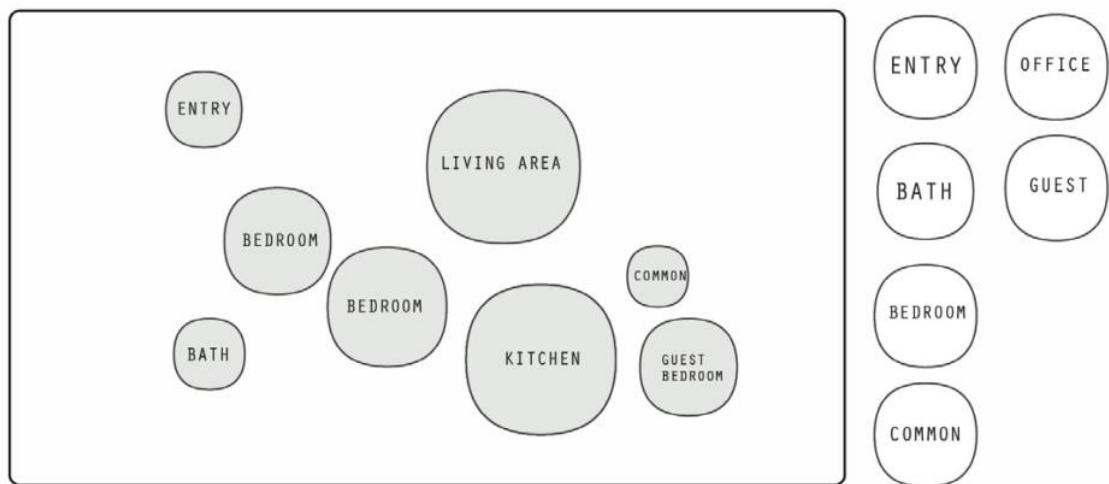 ENTRY
LIVING AREA
BEDROOM
COMMON
BEDROOM
BATH
KITCHEN
GUEST
BEDROOM
ENTRY
OFFICE
BATH
GUEST
BEDROOM
COMMON